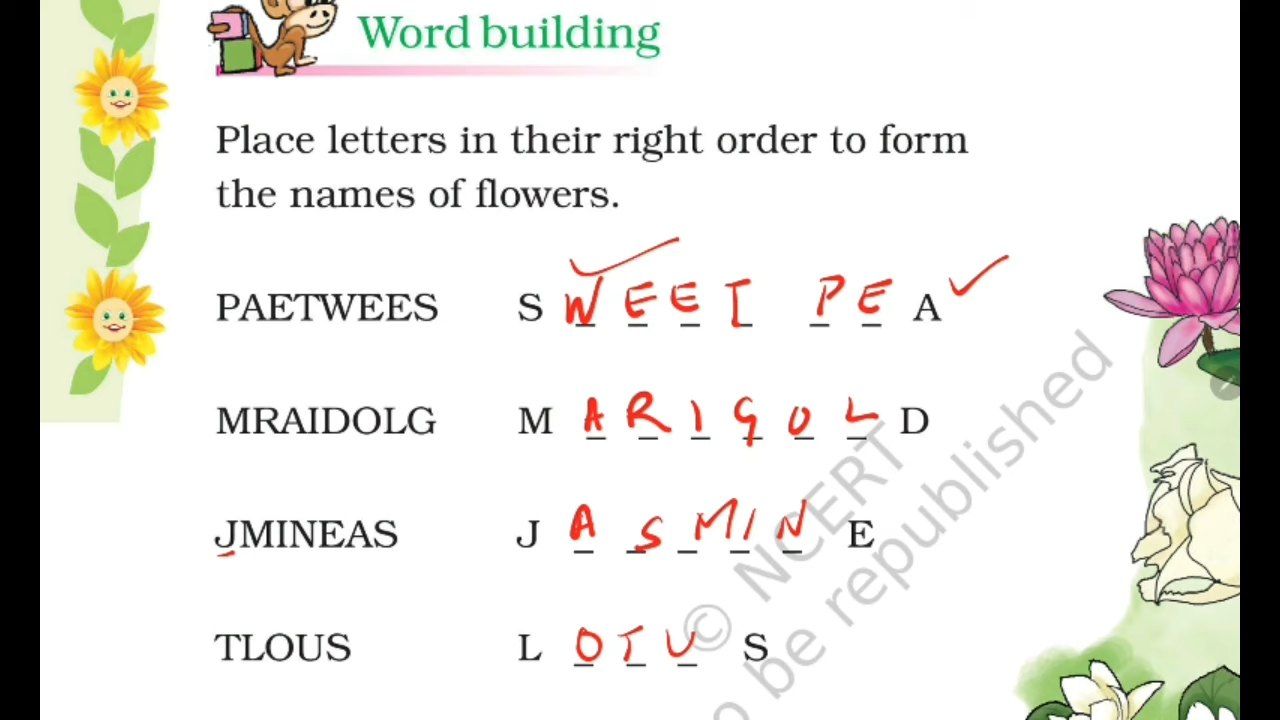 Word building
Place letters in their right order to form
the names of flowers.
PAETWEES S WEET PE A
MRAIDOLG M ARIGOL D
JMINEAS J ASMIN E
TLOUS L OTU S
© NCERT
o be republished